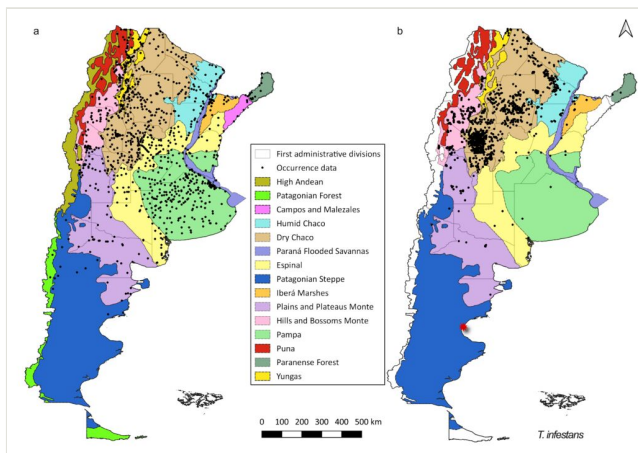 a
b
First administrative divisions
Occurrence data
High Andean
Patagonian Forest
Campos and Malezales
Humid Chaco
Dry Chaco
Paraná Flooded Savannas
Espinal
Patagonian Steppe
Iberá Marshes
Plains and Plateaus Monte
Hills and Bossoms Monte
Pampa
Puna
Paranense Forest
Yungas
0 100 200 300 400 500 km
T. infestans